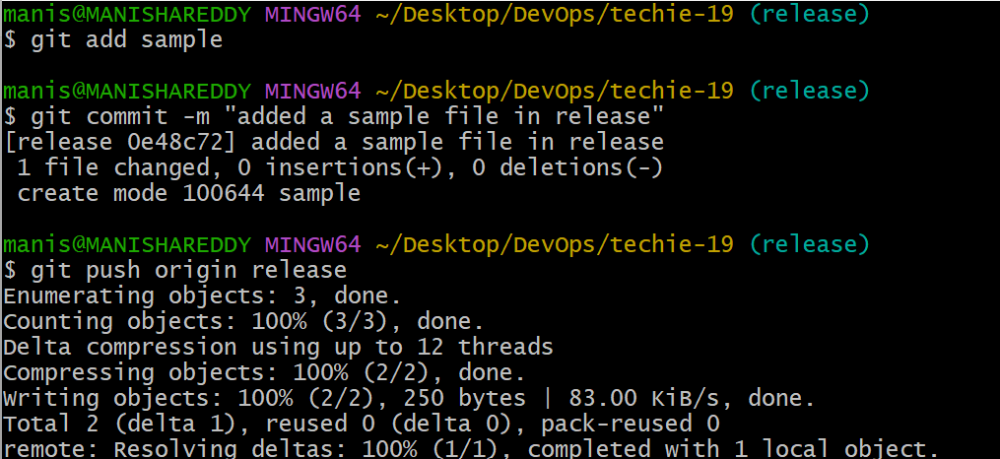 manis@MANISHAREDDY MINGW64 ~/Desktop/DevOps/techie-19 (release)
$ git add sample
manis@MANISHAREDDY MINGW64 ~/Desktop/DevOps/techie-19 (release)
$ git commit -m "added a sample file in release"
[release 0e48c72] added a sample file in release
 1 file changed, 0 insertions(+), 0 deletions(-)
 create mode 100644 sample
manis@MANISHAREDDY MINGW64 ~/Desktop/DevOps/techie-19 (release)
$ git push origin release
Enumerating objects: 3, done.
Counting objects: 100% (3/3), done.
Delta compression using up to 12 threads
Compressing objects: 100% (2/2), done.
Writing objects: 100% (2/2), 250 bytes | 83.00 KiB/s, done.
Total 2 (delta 1), reused 0 (delta 0), pack-reused 0
remote: Resolving deltas: 100% (1/1), completed with 1 local object.